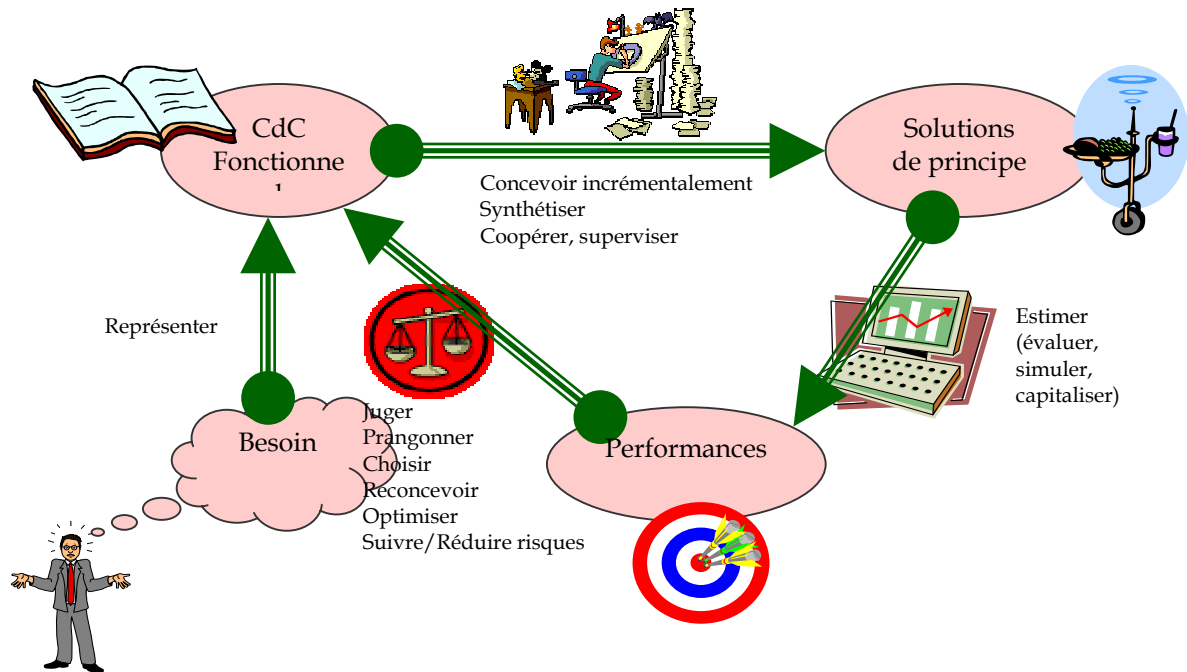 CdC
Fonctionne
l
Solutions
de principe
Concevoir incrémentalement
Synthétiser
Coopérer, superviser
Représenter
Estimer
(évaluer,
simuler,
capitaliser)
Besoin
Juger
Prangonner
Choisir
Reconcevoir
Optimiser
Suivre/Réduire risques
Performances